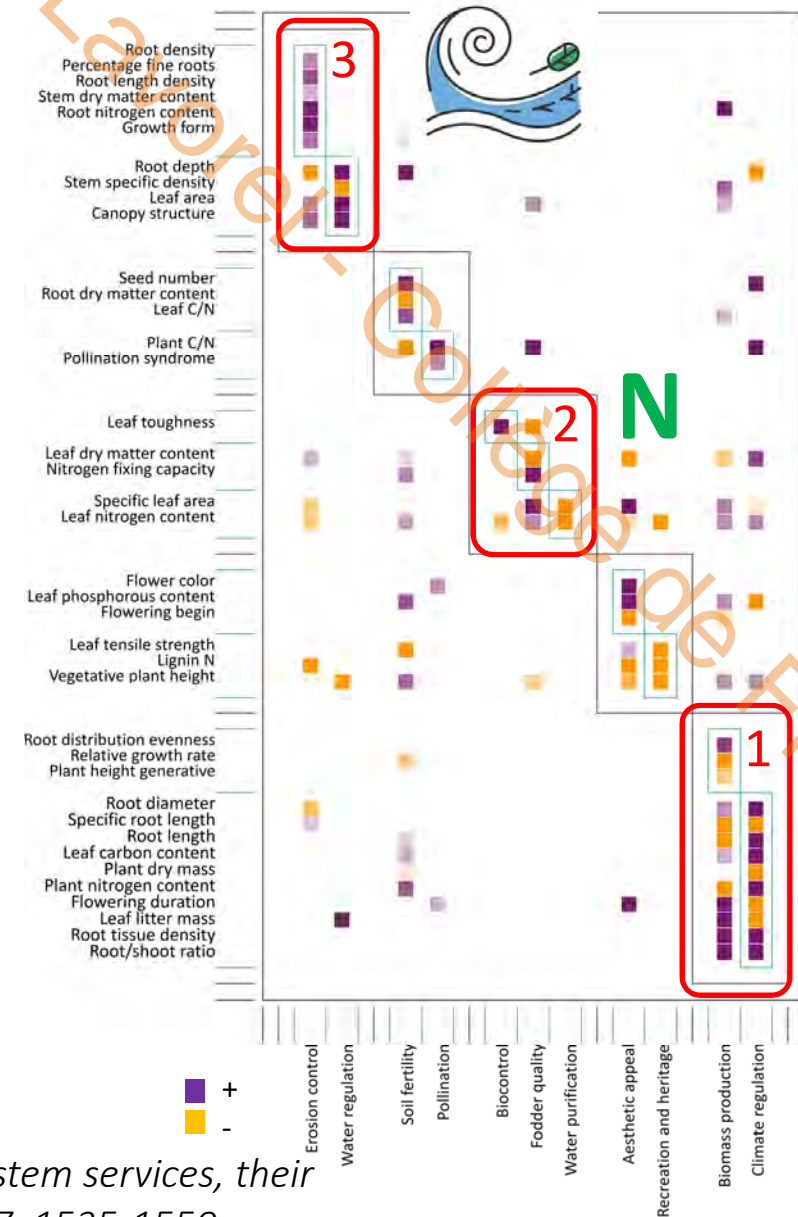 Root density
Percentage fine roots
Root length density
Stem dry matter content
Root nitrogen content
Growth form
3
Root depth
Stem specific density
Leaf area
Canopy structure
Seed number
Root dry matter content
Leaf C/N
Plant C/N
Pollination syndrome
N
Leaf toughness
2
Leaf dry matter content
Nitrogen fixing capacity
Specific leaf area
Leaf nitrogen content
Flower color
Leaf phosphorous content
Flowering begin
Leaf tensile strength
Lignin N
Vegetative plant height
Root distribution evenness
Relative growth rate
Plant height generative
1
Root diameter
Specific root length
Root length
Leaf carbon content
Plant dry mass
Plant nitrogen content
Flowering duration
Leaf litter mass
Root tissue density
Root/shoot ratio
Erosion control
Water regulation
Soil fertility
Pollination
Biocontrol
Fodder quality
Water purification
Aesthetic appeal
Recreation and heritage
Biomass production
Climate regulation
+
-
stem services, their
7, 1525-1550
Lavorel - Collège de F